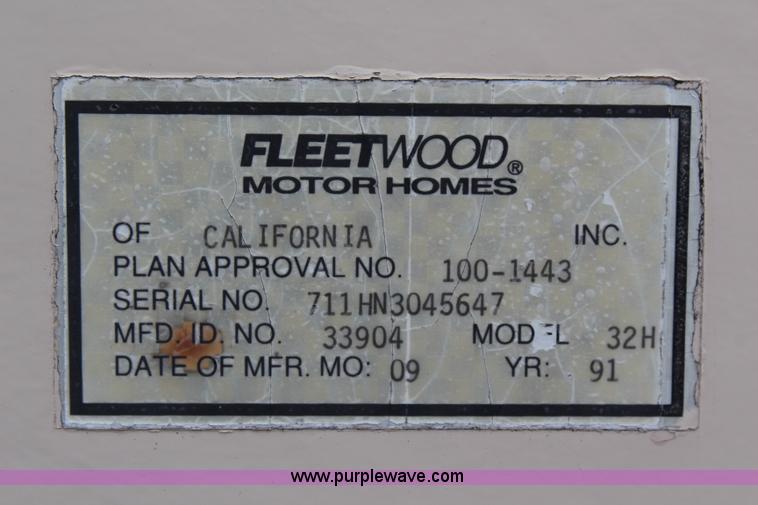 FLEETWOOD®
MOTOR HOMES
OF CALIFORNIA INC.
PLAN APPROVAL NO. 100-1443
SERIAL NO. 711HN3045647
MFD. ID. NO. 33904 MODEL 32H
DATE OF MFR. MO: 09 YR: 91
www.purplewave.com